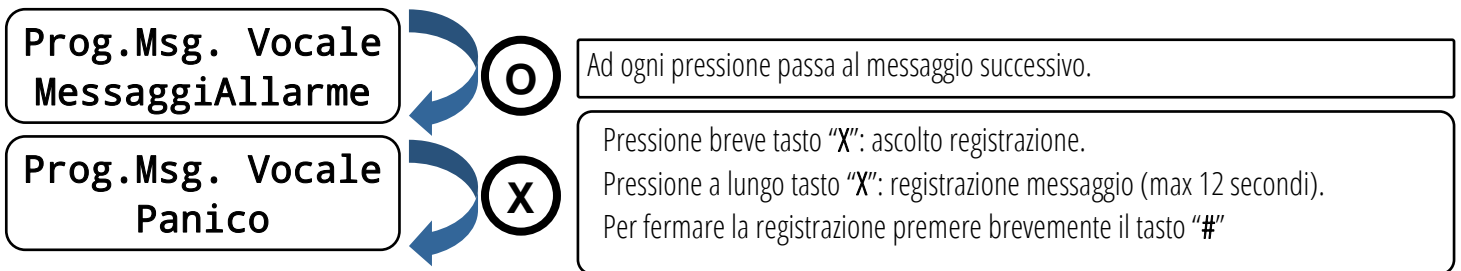 Prog.Msg. Vocale
MessaggiAllarme
O
Ad ogni pressione passa al messaggio successivo.
Prog.Msg. Vocale
Panico
X
Pressione breve tasto “X”: ascolto registrazione.
Pressione a lungo tasto “X”: registrazione messaggio (max 12 secondi).
Per fermare la registrazione premere brevemente il tasto “#”